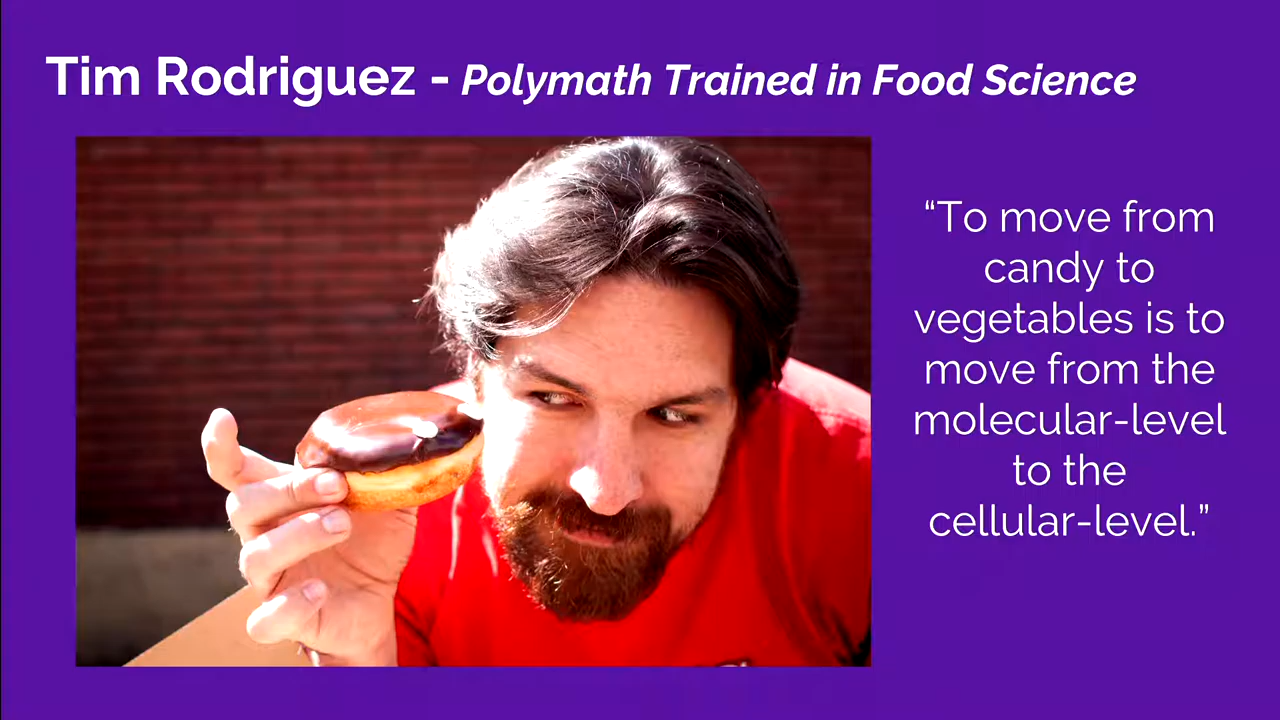 Tim Rodriguez - Polymath Trained in Food Science
“To move from
candy to
vegetables is to
move from the
molecular-level
to the
cellular-level.”